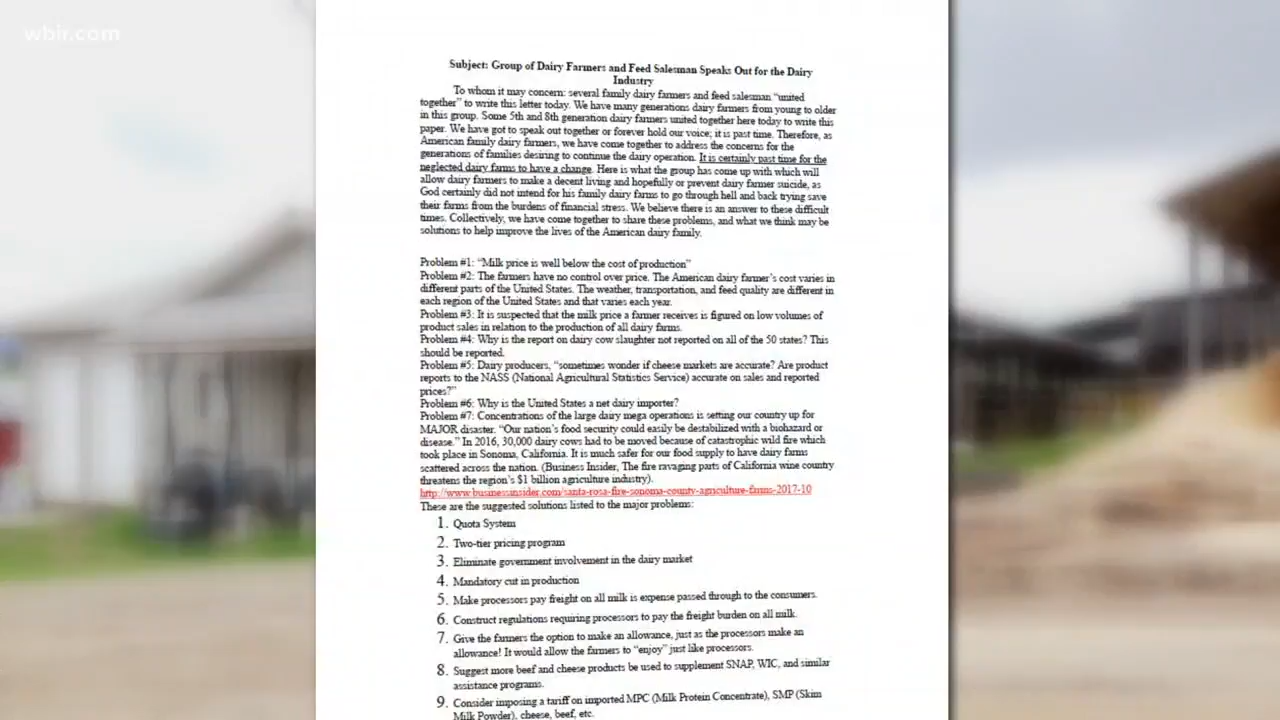 wbir.com
Subject: Group of Dairy Farmers and Feed Salesman Speaks Out for the Dairy
Industry
To whom it may concern: several family dairy farmers and feed salesman “united
together” to write this letter today. We have many generations dairy farmers from young to older
in this group. Some 5th and 8th generation dairy farmers united together here today to write this
paper. We have got to speak out together or forever hold our voice; it is past time. Therefore, as
American family dairy farmers, we have come together to address the concerns for the
generations of families desiring to continue the dairy operation. It is certainly past time for the
neglected dairy farms to have a change. Here is what the group has come up with which will
allow dairy farmers to make a decent living and hopefully or prevent dairy farmer suicide, as
God certainly did not intend for his family dairy farms to go through hell and back trying save
their farms from the burdens of financial stress. We believe there is an answer to these difficult
times. Collectively, we have come together to share these problems, and what we think may be
solutions to help improve the lives of the American dairy family.
Problem #1: “Milk price is well below the cost of production”
Problem #2: The farmers have no control over price. The American dairy farmer’s cost varies in
different parts of the United States. The weather, transportation, and feed quality are different in
each region of the United States and that varies each year.
Problem #3: It is suspected that the milk price a farmer receives is figured on low volumes of
product sales in relation to the production of all dairy farms.
Problem #4: Why is the report on dairy cow slaughter not reported on all of the 50 states? This
should be reported.
Problem #5: Dairy producers, “sometimes wonder if cheese markets are accurate? Are product
reports to the NASS (National Agricultural Statistics Service) accurate on sales and reported
prices?”
Problem #6: Why is the United States a net dairy importer?
Problem #7: Concentrations of the large dairy mega operations is setting our country up for
MAJOR disaster. “Our nation’s food security could easily be destabilized with a biohazard or
disease.” In 2016, 30,000 dairy cows had to be moved because of catastrophic wild fire which
took place in Sonoma, California. It is much safer for our food supply to have dairy farms
scattered across the nation. (Business Insider, The fire ravaging parts of California wine country
threatens the region’s $1 billion agriculture industry).
http://www.businessinsider.com/santa-rosa-fire-sonoma-county-agriculture-farms-2017-10
These are the suggested solutions listed to the major problems:
1. Quota System
2. Two-tier pricing program
3. Eliminate government involvement in the dairy market
4. Mandatory cut in production
5. Make processors pay freight on all milk is expense passed through to the consumers.
6. Construct regulations requiring processors to pay the freight burden on all milk.
7. Give the farmers the option to make an allowance, just as the processors make an
allowance! It would allow the farmers to “enjoy” just like processors.
8. Suggest more beef and cheese products be used to supplement SNAP, WIC, and similar
assistance programs.
9. Consider imposing a tariff on imported MPC (Milk Protein Concentrate), SMP (Skim
Milk Powder), cheese, beef, etc.